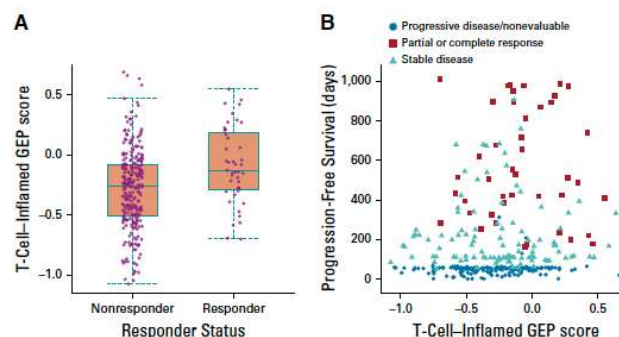 A
T-Cell–Inflamed GEP score
0.5
0.0
–0.5
–1.0
Nonresponder
Responder
Responder Status
B
Progressive disease/nonevaluable
Partial or complete response
Stable disease
Progression-Free Survival (days)
1,000
800
600
400
200
0
–1.0
–0.5
0.0
0.5
T-Cell–Inflamed GEP score